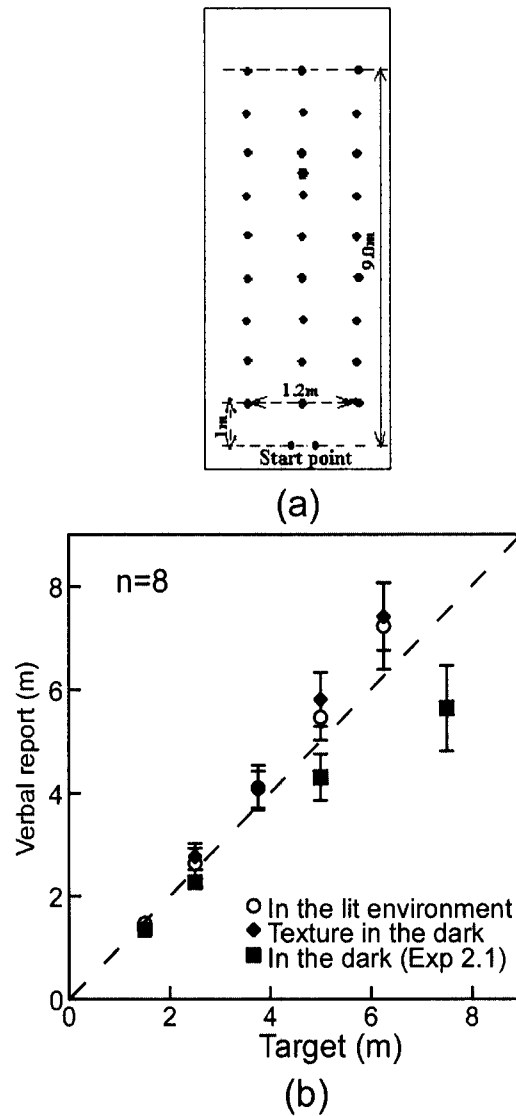 9.0m
1.2m
1m
Start point
(a)
n=8
Verbal report (m)
8
6
4
2
0
In the lit environment
Texture in the dark
In the dark (Exp 2.1)
0 2 4 6 8
Target (m)
(b)